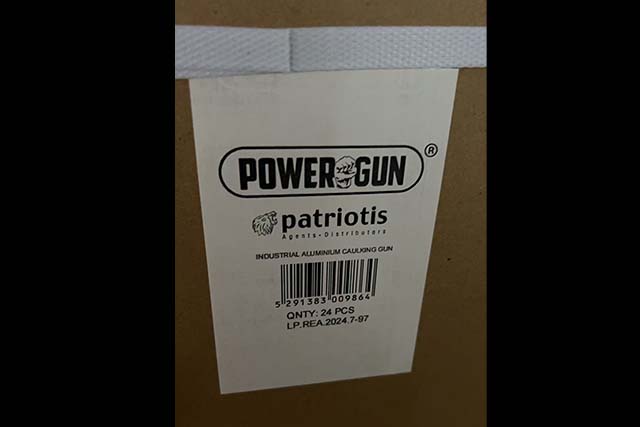 POWER GUN ®
patriotis
Agents-Distributors
INDUSTRIAL ALUMINIUM CAULKING GUN
5 291383 009864
QNTY: 24 PCS
LP.REA.2024.7-97